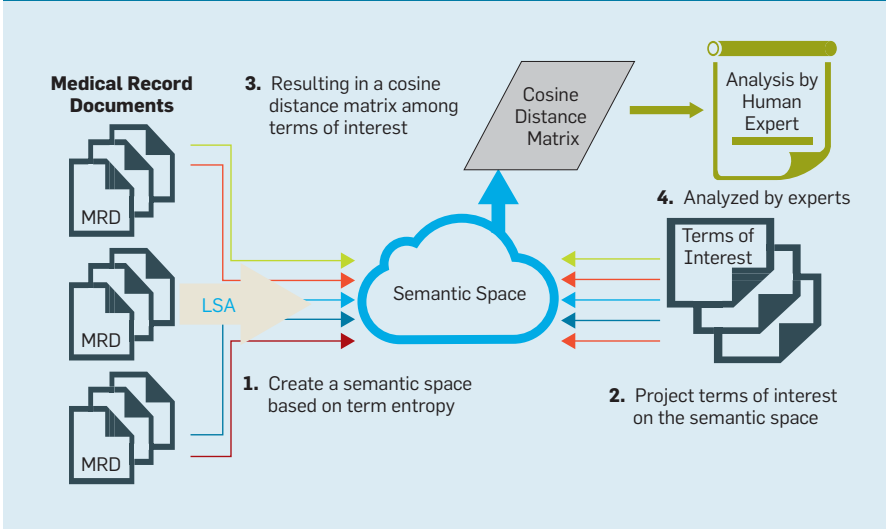 Medical Record
Documents
MRD
MRD
MRD
LSA
1. Create a semantic space
based on term entropy
Semantic Space
2. Project terms of interest
on the semantic space
Terms of
Interest
3. Resulting in a cosine
distance matrix among
terms of interest
Cosine
Distance
Matrix
4. Analyzed by experts
Analysis by
Human
Expert